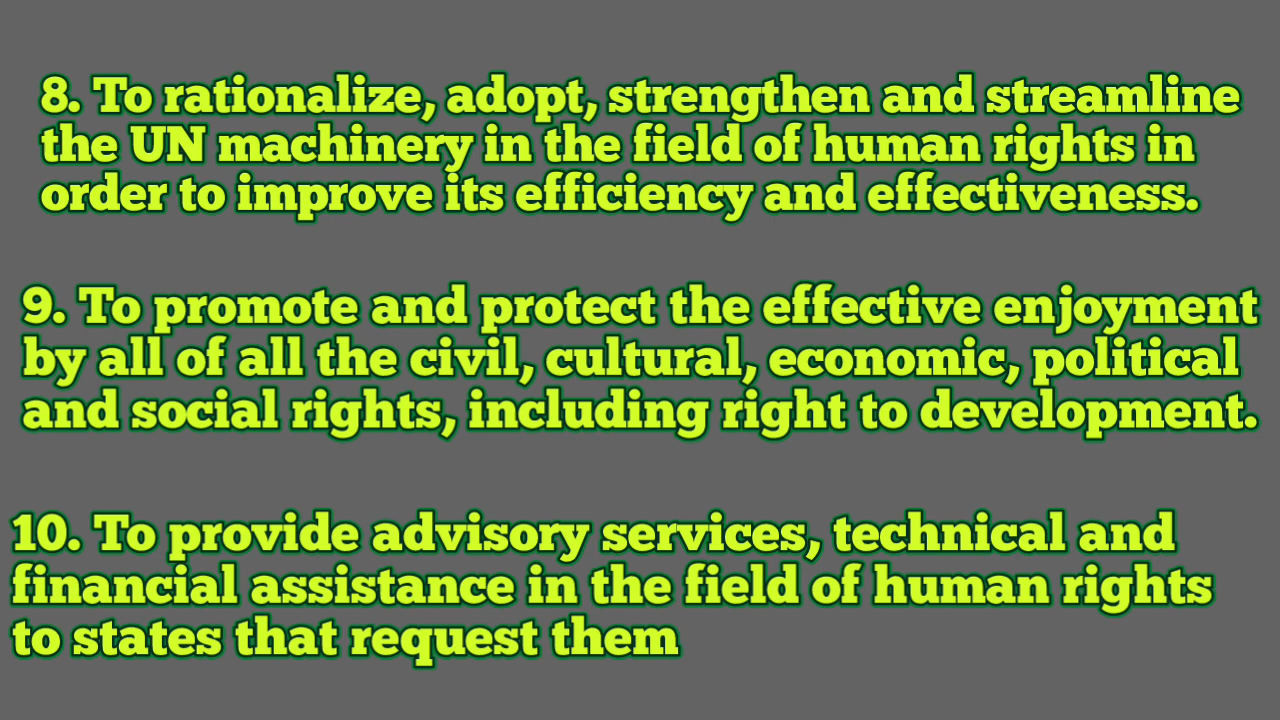 8. To rationalize, adopt, strengthen and streamline
the UN machinery in the field of human rights in
order to improve its efficiency and effectiveness.
9. To promote and protect the effective enjoyment
by all of all the civil, cultural, economic, political
and social rights, including right to development.
10. To provide advisory services, technical and
financial assistance in the field of human rights
to states that request them